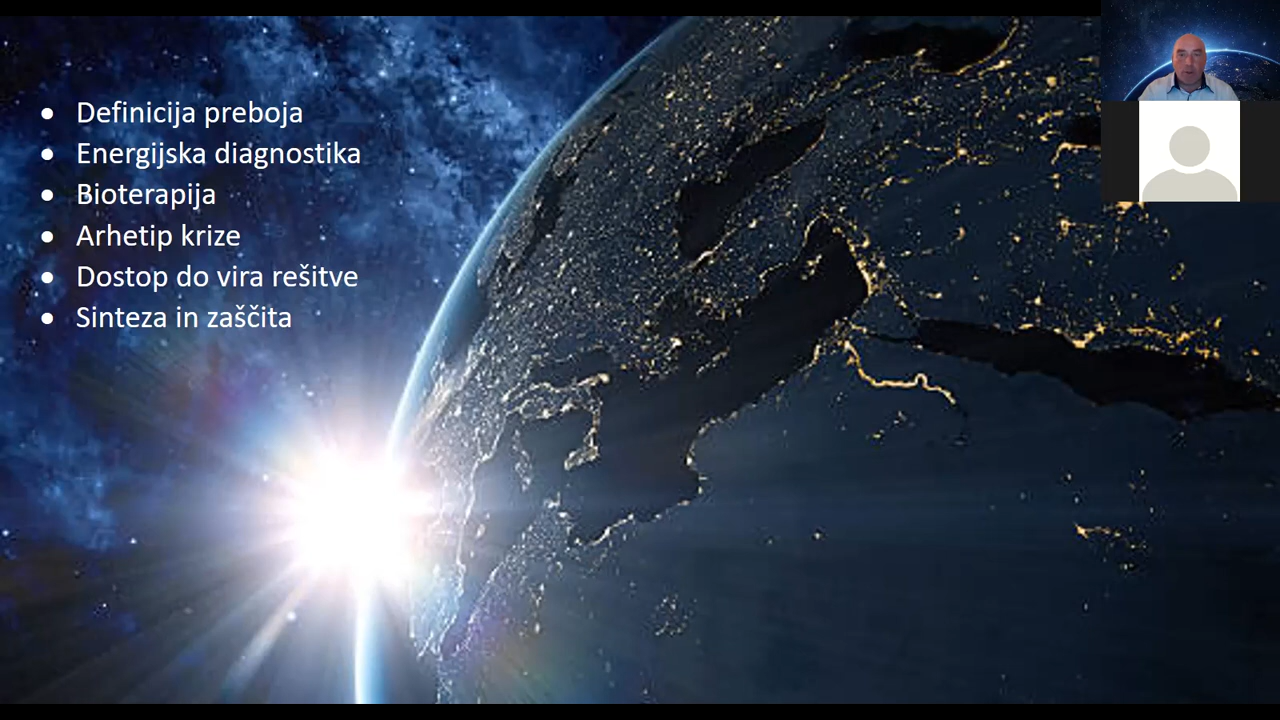 Definicija preboja
Energijska diagnostika
Bioterapija
Arhetip krize
Dostop do vira rešitve
Sinteza in zaščita